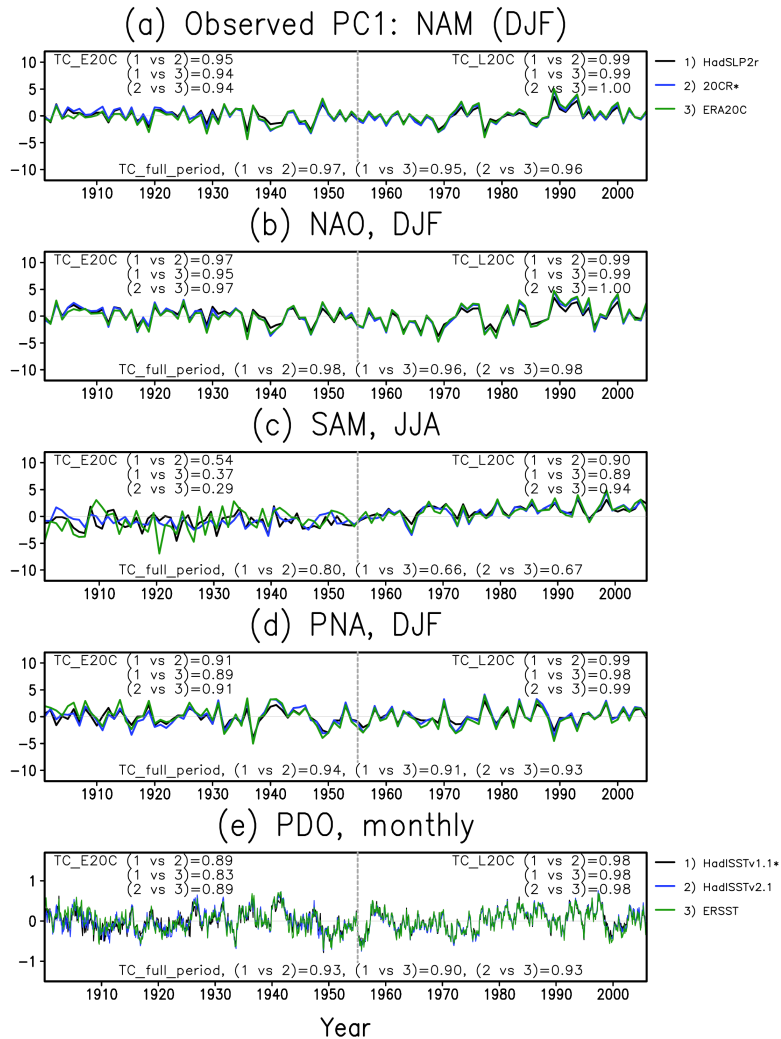 (a) Observed PC1: NAM (DJF)
10
5
0
−5
−10
TC_E20C (1 vs 2)=0.95
(1 vs 3)=0.94
(2 vs 3)=0.94
TC_L20C (1 vs 2)=0.99
(1 vs 3)=0.99
(2 vs 3)=1.00
1) HadSLP2r
2) 20CR*
3) ERA20C
TC_full_period, (1 vs 2)=0.97, (1 vs 3)=0.95, (2 vs 3)=0.96
1910 1920 1930 1940 1950 1960 1970 1980 1990 2000
(b) NAO, DJF
10
5
0
−5
−10
TC_E20C (1 vs 2)=0.97
(1 vs 3)=0.95
(2 vs 3)=0.97
TC_L20C (1 vs 2)=0.99
(1 vs 3)=0.99
(2 vs 3)=1.00
TC_full_period, (1 vs 2)=0.98, (1 vs 3)=0.96, (2 vs 3)=0.98
1910 1920 1930 1940 1950 1960 1970 1980 1990 2000
(c) SAM, JJA
10
5
0
−5
−10
TC_E20C (1 vs 2)=0.54
(1 vs 3)=0.37
(2 vs 3)=0.29
TC_L20C (1 vs 2)=0.90
(1 vs 3)=0.89
(2 vs 3)=0.94
TC_full_period, (1 vs 2)=0.80, (1 vs 3)=0.66, (2 vs 3)=0.67
1910 1920 1930 1940 1950 1960 1970 1980 1990 2000
(d) PNA, DJF
10
5
0
−5
−10
TC_E20C (1 vs 2)=0.91
(1 vs 3)=0.89
(2 vs 3)=0.91
TC_L20C (1 vs 2)=0.99
(1 vs 3)=0.98
(2 vs 3)=0.99
TC_full_period, (1 vs 2)=0.94, (1 vs 3)=0.91, (2 vs 3)=0.93
1910 1920 1930 1940 1950 1960 1970 1980 1990 2000
(e) PDO, monthly
1
0
−1
TC_E20C (1 vs 2)=0.89
(1 vs 3)=0.83
(2 vs 3)=0.89
TC_L20C (1 vs 2)=0.98
(1 vs 3)=0.98
(2 vs 3)=0.98
1) HadISSTv1.1*
2) HadISSTv2.1
3) ERSST
TC_full_period, (1 vs 2)=0.93, (1 vs 3)=0.90, (2 vs 3)=0.93
1910 1920 1930 1940 1950 1960 1970 1980 1990 2000
Year